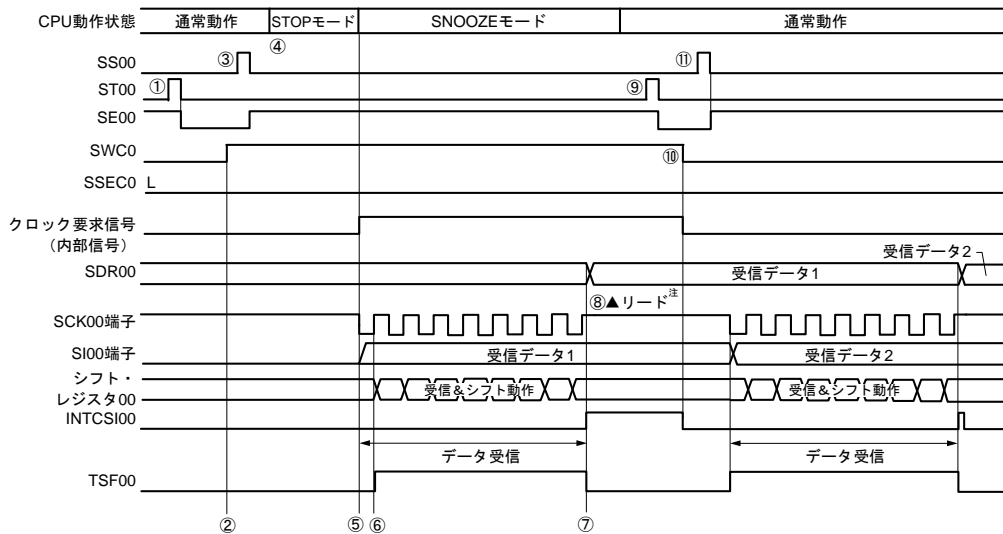 CPU動作状態 通常動作 STOPモード SNOOZEモード 通常動作
④
SS00 ③ ⑪
ST00 ① ⑨
SE00
SWC0 ⑩
SSEC0 L
クロック要求信号
(内部信号)
受信データ2
SDR00 受信データ1
⑧▲リード注
SCK00端子
SI00端子 受信データ1 受信データ2
シフト・
レジスタ00 受信&シフト動作 受信&シフト動作
INTCSI00
データ受信 データ受信
TSF00
② ⑤ ⑥ ⑦